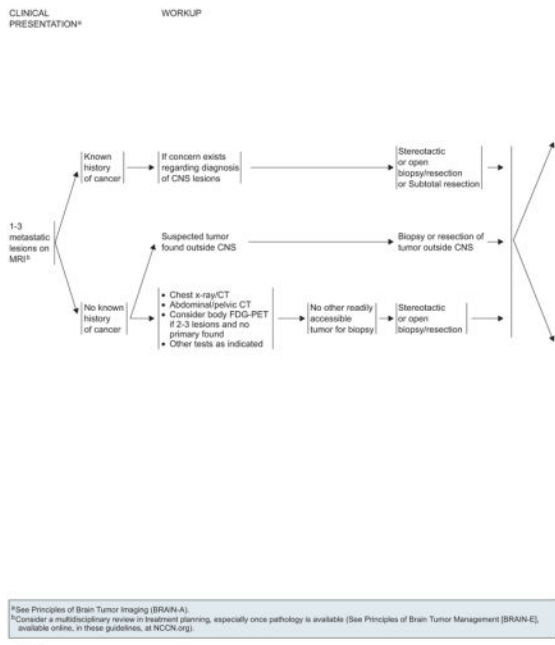 CLINICAL
PRESENTATIONa
WORKUP
1-3
metastatic
lesions on
MRIb
Known
history
of cancer
If concern exists
regarding diagnosis
of CNS lesions
Stereotactic
or open
biopsy/resection
or Subtotal resection
Suspected tumor
found outside CNS
Biopsy or resection of
tumor outside CNS
No known
history
of cancer
• Chest x-ray/CT
• Abdominal/pelvic CT
• Consider body FDG-PET
if 2-3 lesions and no
primary found
• Other tests as indicated
No other readily
accessible
tumor for biopsy
Stereotactic
or open
biopsy/resection
aSee Principles of Brain Tumor Imaging (BRAIN-A).
bConsider a multidisciplinary review in treatment planning, especially once pathology is available (See Principles of Brain Tumor Management [BRAIN-E],
available online, in these guidelines, at NCCN.org).